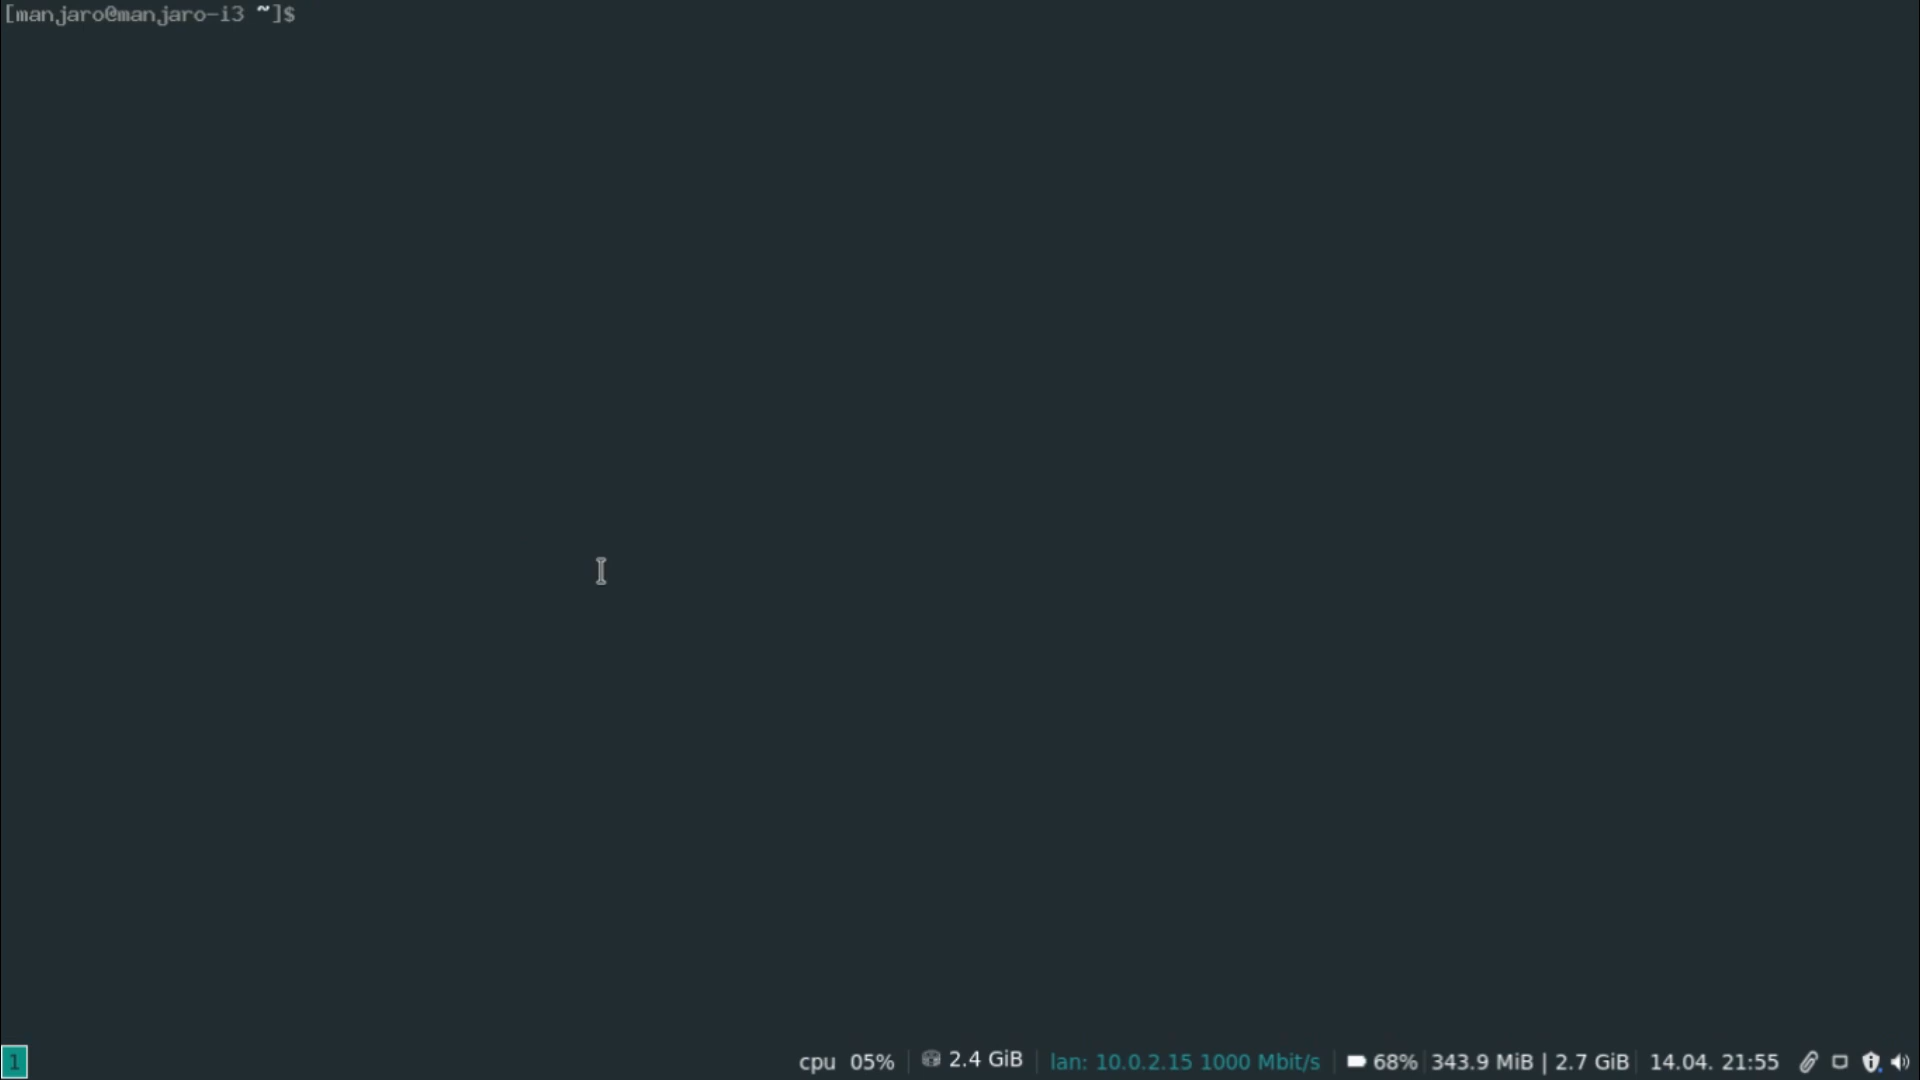 [manjaro@manjaro-i3 ~]$
1
cpu 05% 2.4 GiB lan: 10.0.2.15 1000 Mbit/s 68% 343.9 MiB | 2.7 GiB 14.04. 21:55